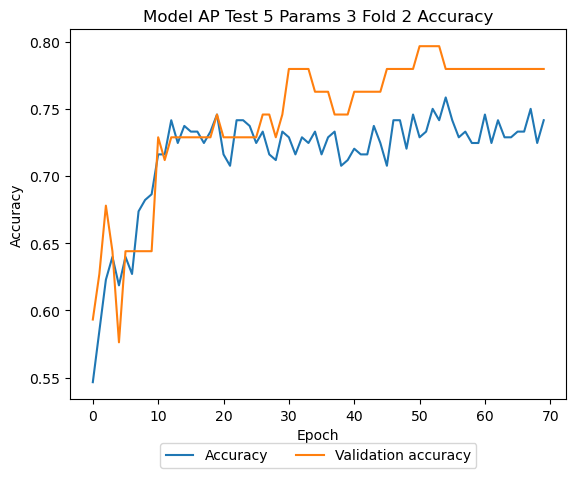 Model AP Test 5 Params 3 Fold 2 Accuracy
Accuracy
0.80
0.75
0.70
0.65
0.60
0.55
0 10 20 30 40 50 60 70
Epoch
Accuracy Validation accuracy